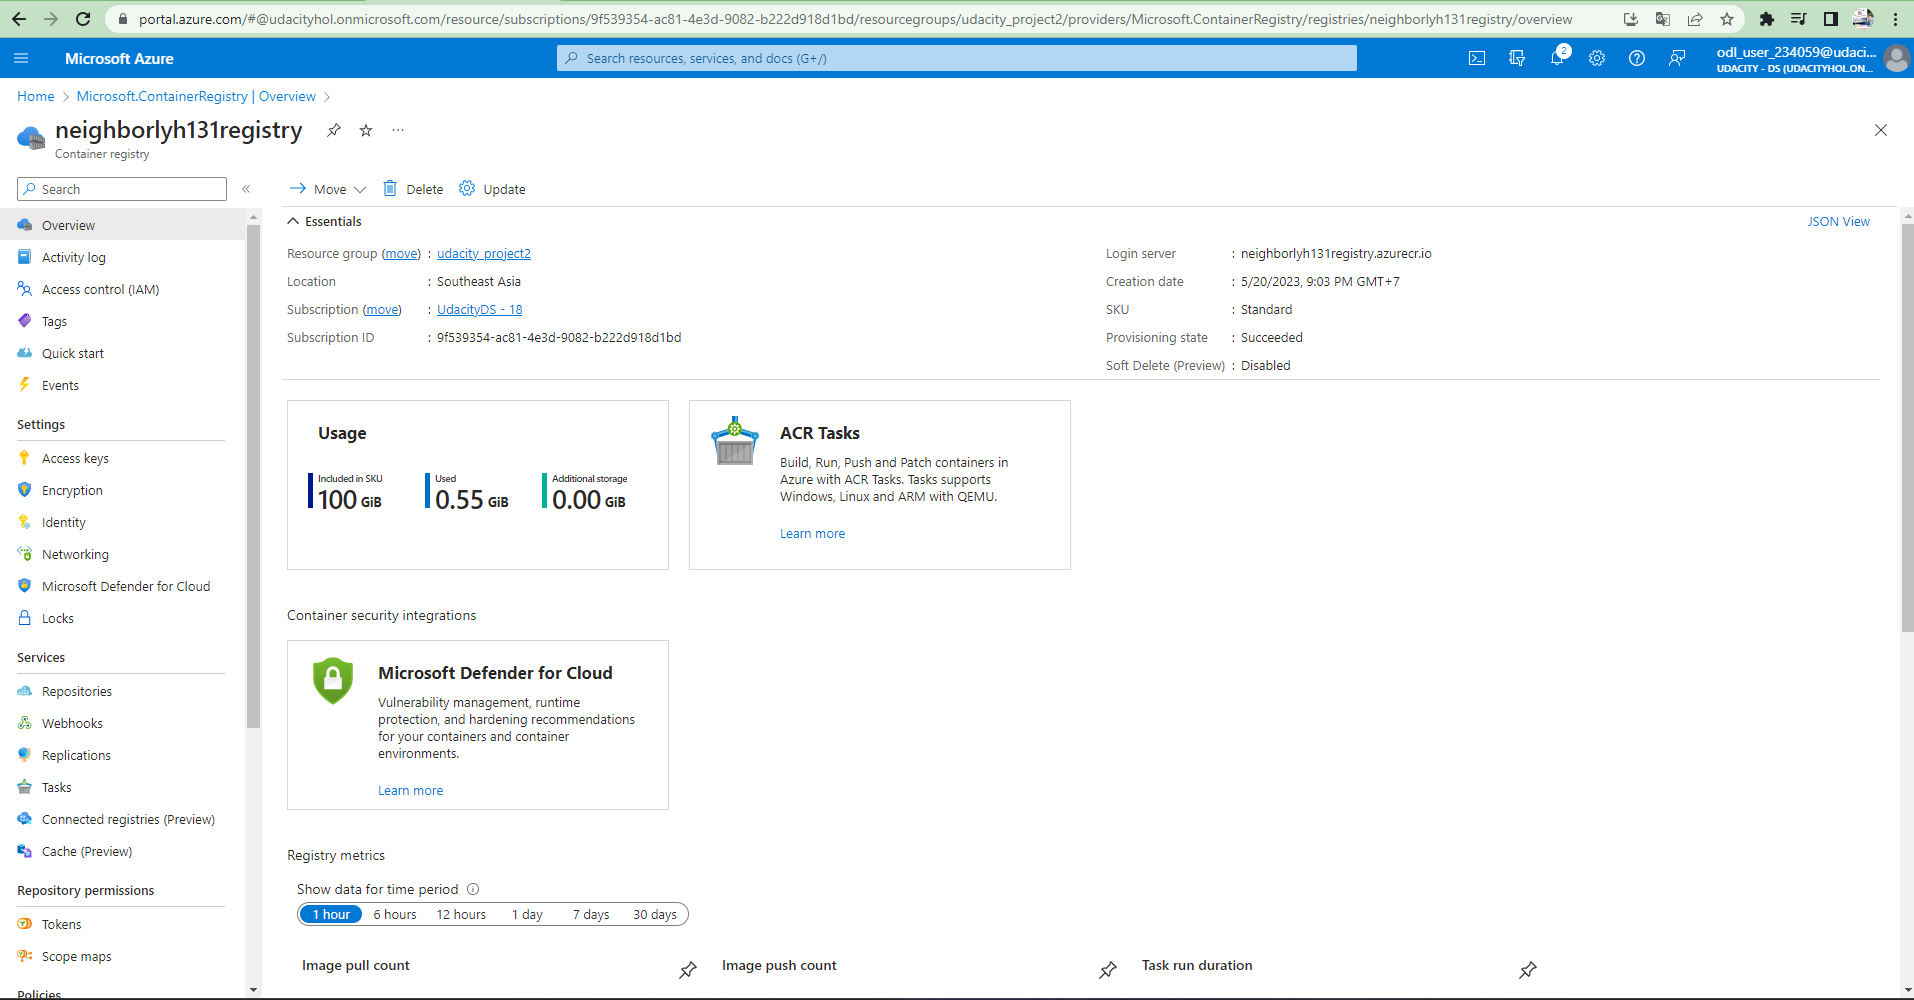 portal.azure.com/#@udacityhol.onmicrosoft.com/resource/subscriptions/9f539354-ac81-4e3d-9082-b222d918d1bd/resourcegroups/udacity_project2/providers/Microsoft.ContainerRegistry/registries/neighborlyh131registry/overview
Microsoft Azure
Search resources, services, and docs (G+/)
2
odl_user_234059@udaci...
UDACITY - DS (UDACITYHOL.ON...
Home > Microsoft.ContainerRegistry | Overview >
neighborlyh131registry
Container registry
Search
Overview
Activity log
Access control (IAM)
Tags
Quick start
Events
Settings
Access keys
Encryption
Identity
Networking
Microsoft Defender for Cloud
Locks
Services
Repositories
Webhooks
Replications
Tasks
Connected registries (Preview)
Cache (Preview)
Repository permissions
Tokens
Scope maps
Policies
Move Delete Update
Essentials
JSON View
Resource group (move) : udacity_project2
Location : Southeast Asia
Subscription (move) : UdacityDS - 18
Subscription ID : 9f539354-ac81-4e3d-9082-b222d918d1bd
Login server : neighborlyh131registry.azurecr.io
Creation date : 5/20/2023, 9:03 PM GMT+7
SKU : Standard
Provisioning state : Succeeded
Soft Delete (Preview) : Disabled
Usage
Included in SKU
100 GiB
Used
0.55 GiB
Additional storage
0.00 GiB
ACR Tasks
Build, Run, Push and Patch containers in
Azure with ACR Tasks. Tasks supports
Windows, Linux and ARM with QEMU.
Learn more
Container security integrations
Microsoft Defender for Cloud
Vulnerability management, runtime
protection, and hardening recommendations
for your containers and container
environments.
Learn more
Registry metrics
Show data for time period
1 hour 6 hours 12 hours 1 day 7 days 30 days
Image pull count
Image push count
Task run duration